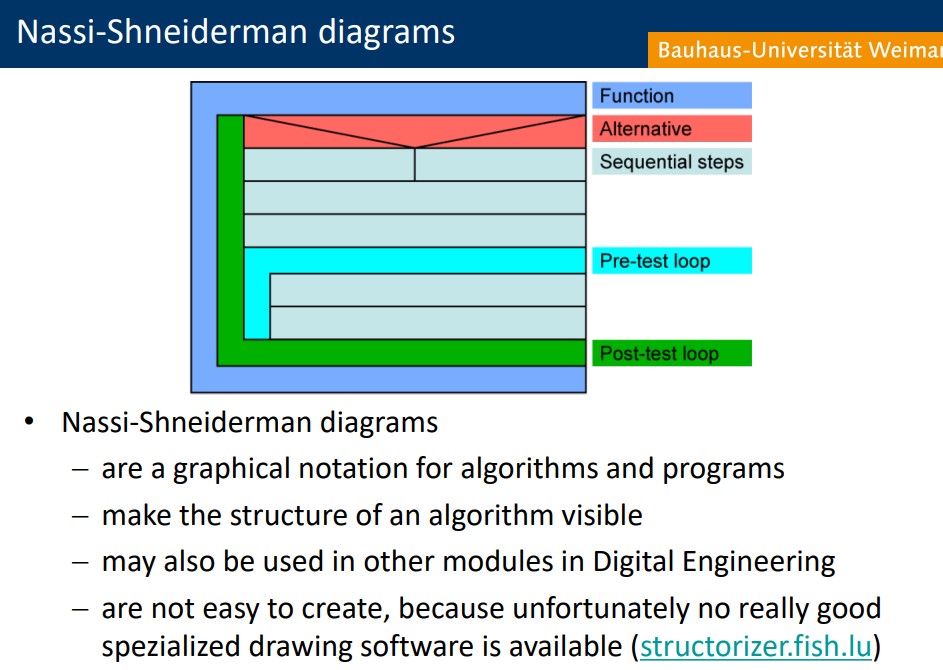 Nassi-Shneiderman diagrams
Bauhaus-Universität Weimar
Function
Alternative
Sequential steps
Pre-test loop
Post-test loop
• Nassi-Shneiderman diagrams
– are a graphical notation for algorithms and programs
– make the structure of an algorithm visible
– may also be used in other modules in Digital Engineering
– are not easy to create, because unfortunately no really good
spezialized drawing software is available (structorizer.fish.lu)